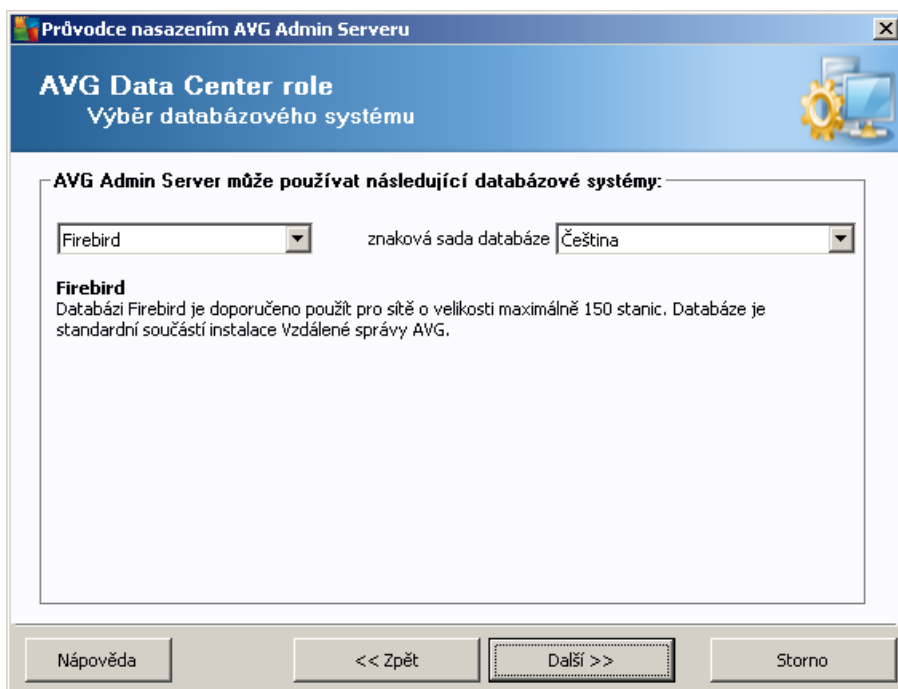 Průvodce nasazením AVG Admin Serveru
AVG Data Center role
Výběr databázového systému
AVG Admin Server může používat následující databázové systémy:
Firebird znaková sada databáze Čeština
Firebird
Databázi Firebird je doporučeno použít pro sítě o velikosti maximálně 150 stanic. Databáze je
standardní součástí instalace Vzdálené správy AVG.
Nápověda << Zpět Další >> Storno